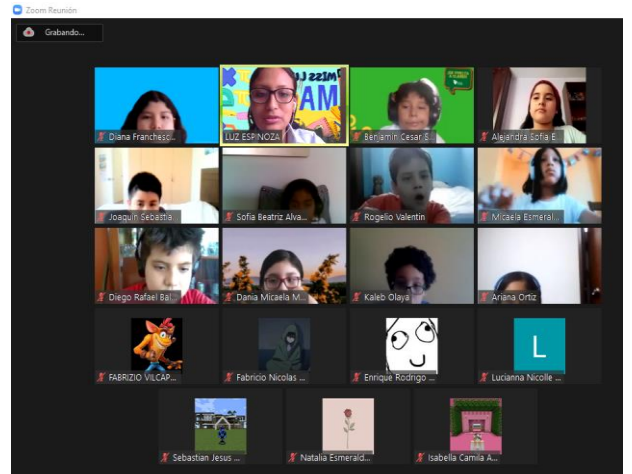 Zoom Reunión
Grabando...
Diana Franchesc...
LUZ ESPINOZA
Benjamin Cesar S...
Alejandra Sofia E...
Joaquin Sebastia
Sofia Beatriz Alva...
Rogelio Valentin
Micaela Esmeral...
Diego Rafael Bal...
Dania Micaela M...
Kaleb Olaya
Ariana Ortiz
FABRIZIO VILCAP...
Fabricio Nicolas ...
Enrique Rodrigo ...
L
Lucianna Nicolle ...
Sebastian Jesus ...
Natalia Esmerald...
Isabella Camila A...